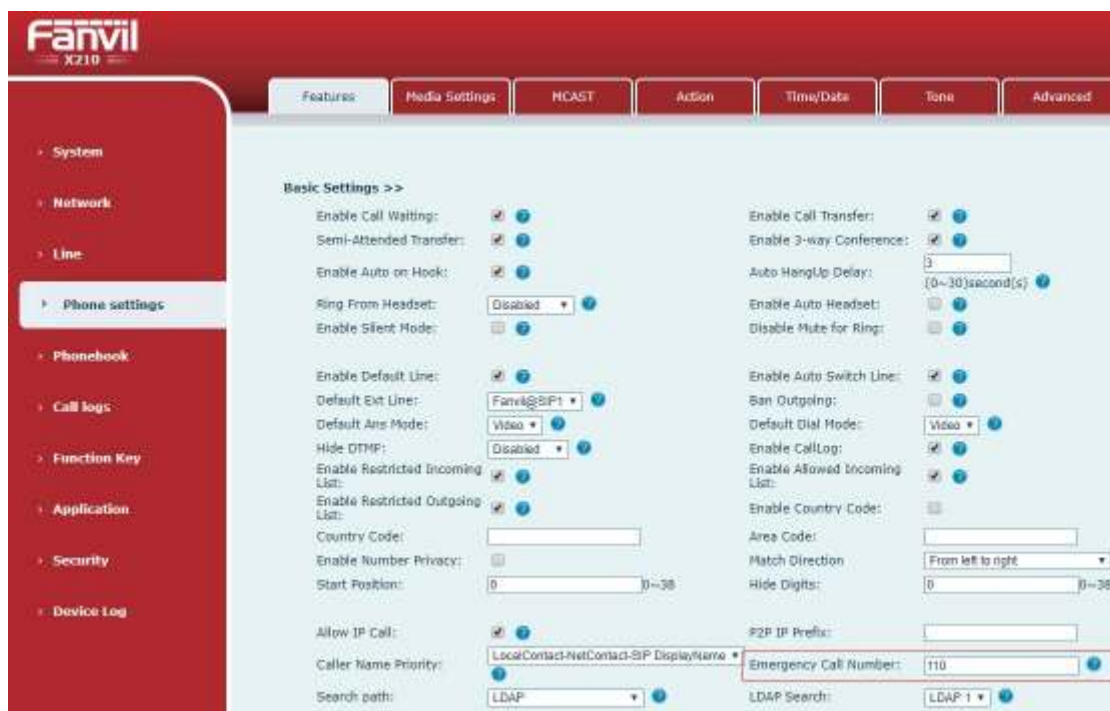 Fanvil
X210
Features Media Settings MCAST Action Time/Date Tone Advanced
System
Network
Line
Phone settings
Phonebook
Call logs
Function Key
Application
Security
Device Log
Basic Settings >>
Enable Call Waiting: Enable Call Transfer:
Semi-Attended Transfer: Enable 3-way Conference:
Enable Auto on Hook: Auto HangUp Delay: 3
(0~30)second(s)
Ring From Headset: Disabled Enable Auto Headset:
Enable Silent Mode: Disable Mute for Ring:
Enable Default Line: Enable Auto Switch Line:
Default Ext Line: Fanvil@SIP1 Ban Outgoing:
Default Ans Mode: Video Default Dial Mode: Video
Hide DTMF: Disabled Enable CallLog:
Enable Restricted Incoming List: Enable Allowed Incoming List:
Enable Restricted Outgoing List: Enable Country Code:
Country Code: Area Code:
Enable Number Privacy: Match Direction From left to right
Start Position: 0 0~38 Hide Digits: 0 0~38
Allow IP Call: P2P IP Prefix:
Caller Name Priority: LocalContact-NetContact-SIP DisplayName Emergency Call Number: 110
Search path: LDAP LDAP Search: LDAP 1